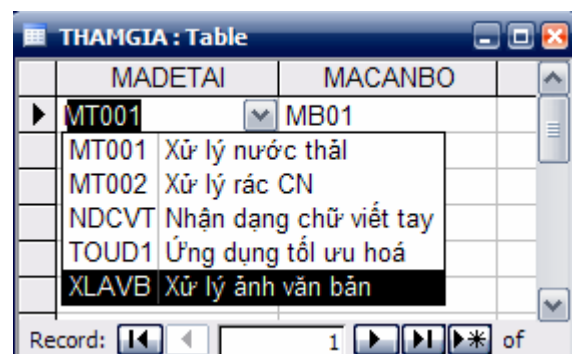 THAMGIA : Table
MADETAI MACANBO
MT001 MB01
MT001 Xử lý nước thải
MT002 Xử lý rác CN
NDCVT Nhận dạng chữ viết tay
TOUD1 Ứng dụng tối ưu hoá
XLAVB Xử lý ảnh văn bản
Record: 1 of